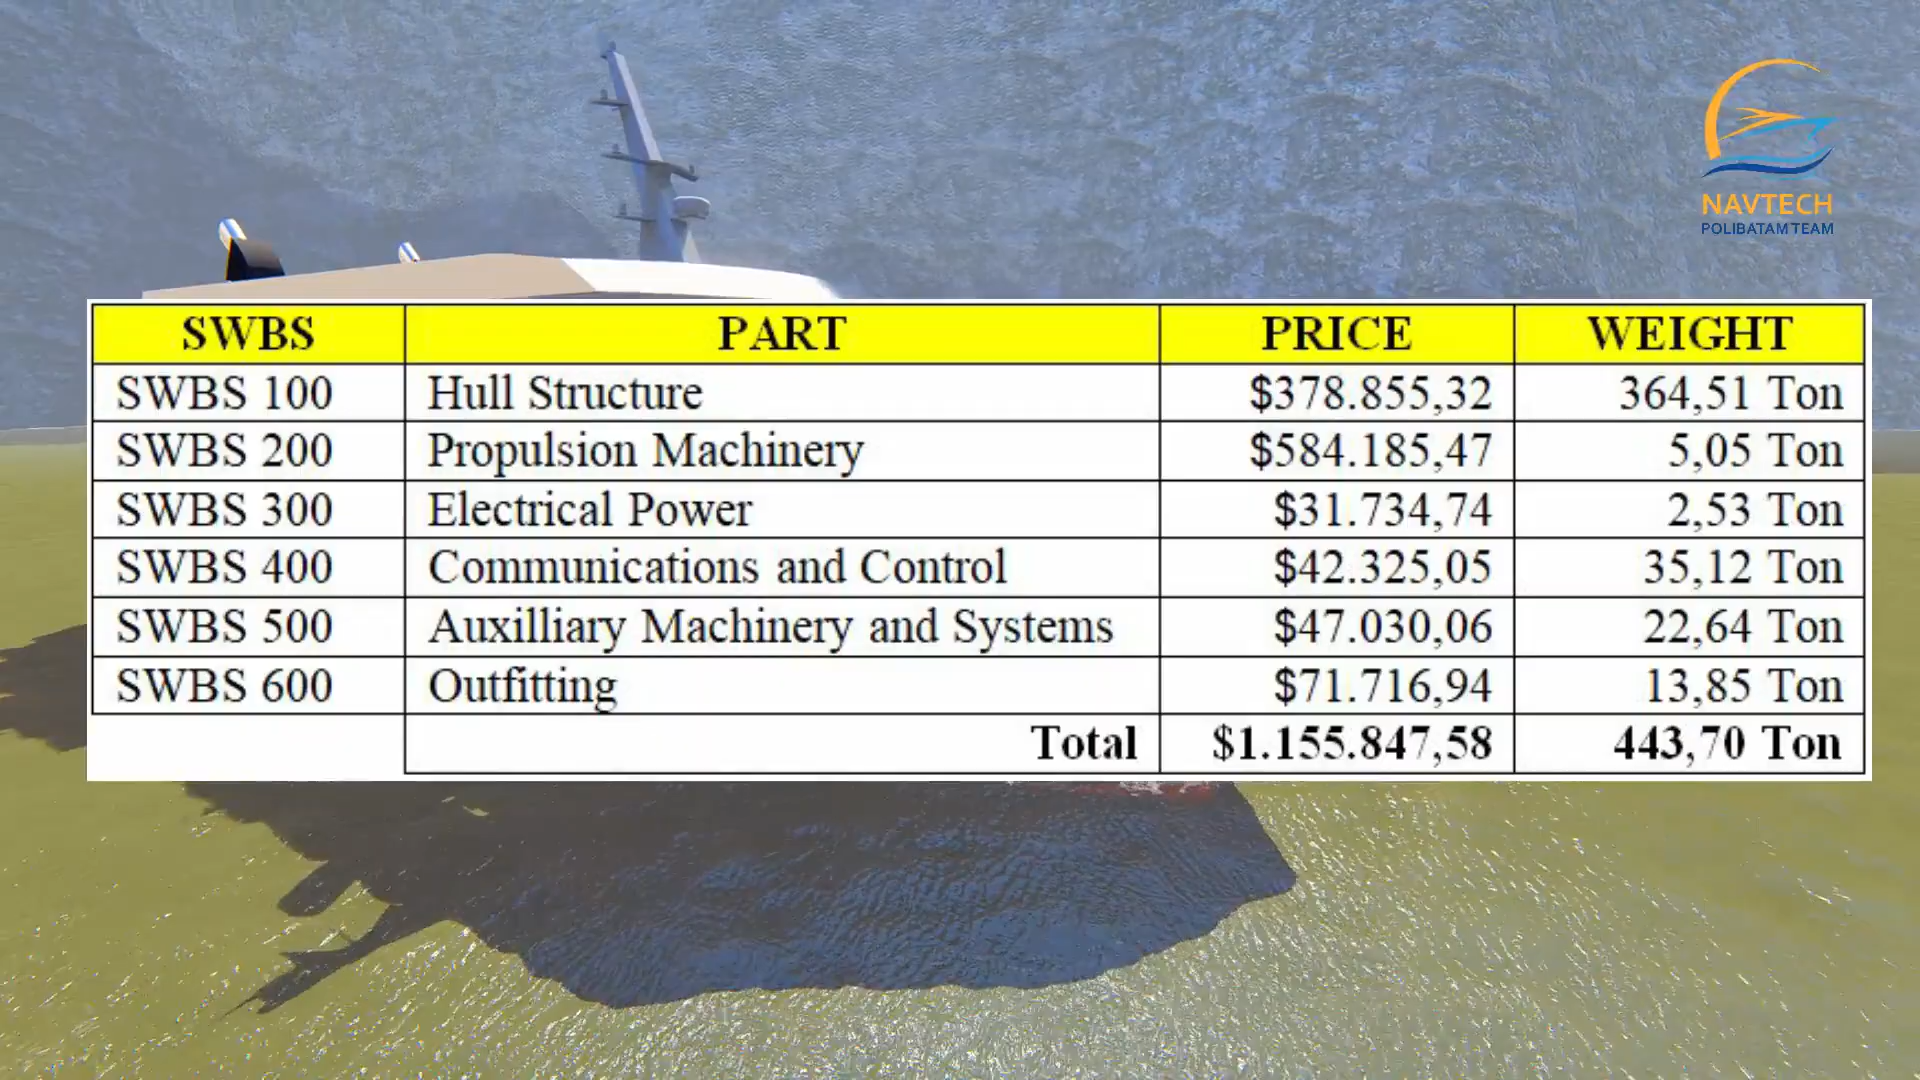 NAVTECH
POLIBATAM TEAM
SWBS PART PRICE WEIGHT
SWBS 100 Hull Structure $378.855,32 364,51 Ton
SWBS 200 Propulsion Machinery $584.185,47 5,05 Ton
SWBS 300 Electrical Power $31.734,74 2,53 Ton
SWBS 400 Communications and Control $42.325,05 35,12 Ton
SWBS 500 Auxilliary Machinery and Systems $47.030,06 22,64 Ton
SWBS 600 Outfitting $71.716,94 13,85 Ton
Total $1.155.847,58 443,70 Ton